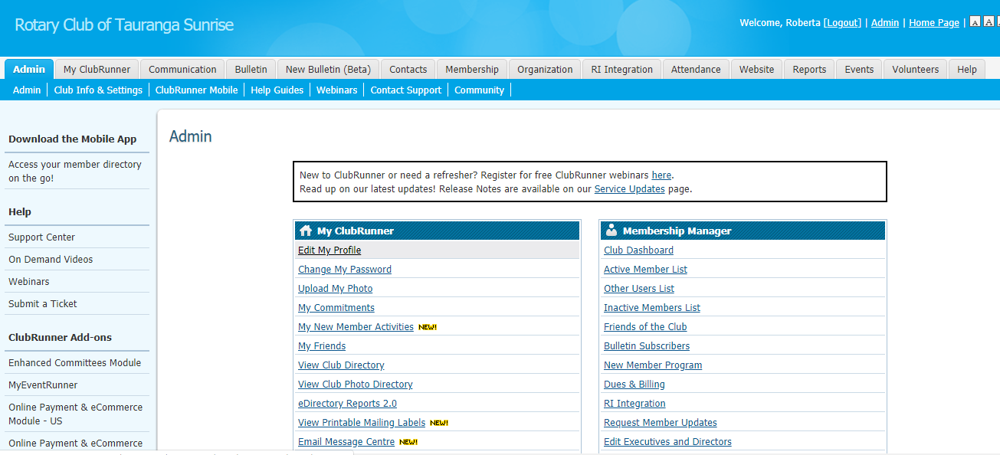 Rotary Club of Tauranga Sunrise
Welcome, Roberta [Logout] | Admin | Home Page | A A
Admin My ClubRunner Communication Bulletin New Bulletin (Beta) Contacts Membership Organization RI Integration Attendance Website Reports Events Volunteers Help
Admin Club Info & Settings ClubRunner Mobile Help Guides Webinars Contact Support Community
Download the Mobile App
Access your member directory
on the go!
Help
Support Center
On Demand Videos
Webinars
Submit a Ticket
ClubRunner Add-ons
Enhanced Committees Module
MyEventRunner
Online Payment & eCommerce
Module - US
Online Payment & eCommerce
Admin
New to ClubRunner or need a refresher? Register for free ClubRunner webinars here.
Read up on our latest updates! Release Notes are available on our Service Updates page.
My ClubRunner
Edit My Profile
Change My Password
Upload My Photo
My Commitments
My New Member Activities NEW!
My Friends
View Club Directory
View Club Photo Directory
eDirectory Reports 2.0
View Printable Mailing Labels NEW!
Email Message Centre NEW!
Membership Manager
Club Dashboard
Active Member List
Other Users List
Inactive Members List
Friends of the Club
Bulletin Subscribers
New Member Program
Dues & Billing
RI Integration
Request Member Updates
Edit Executives and Directors